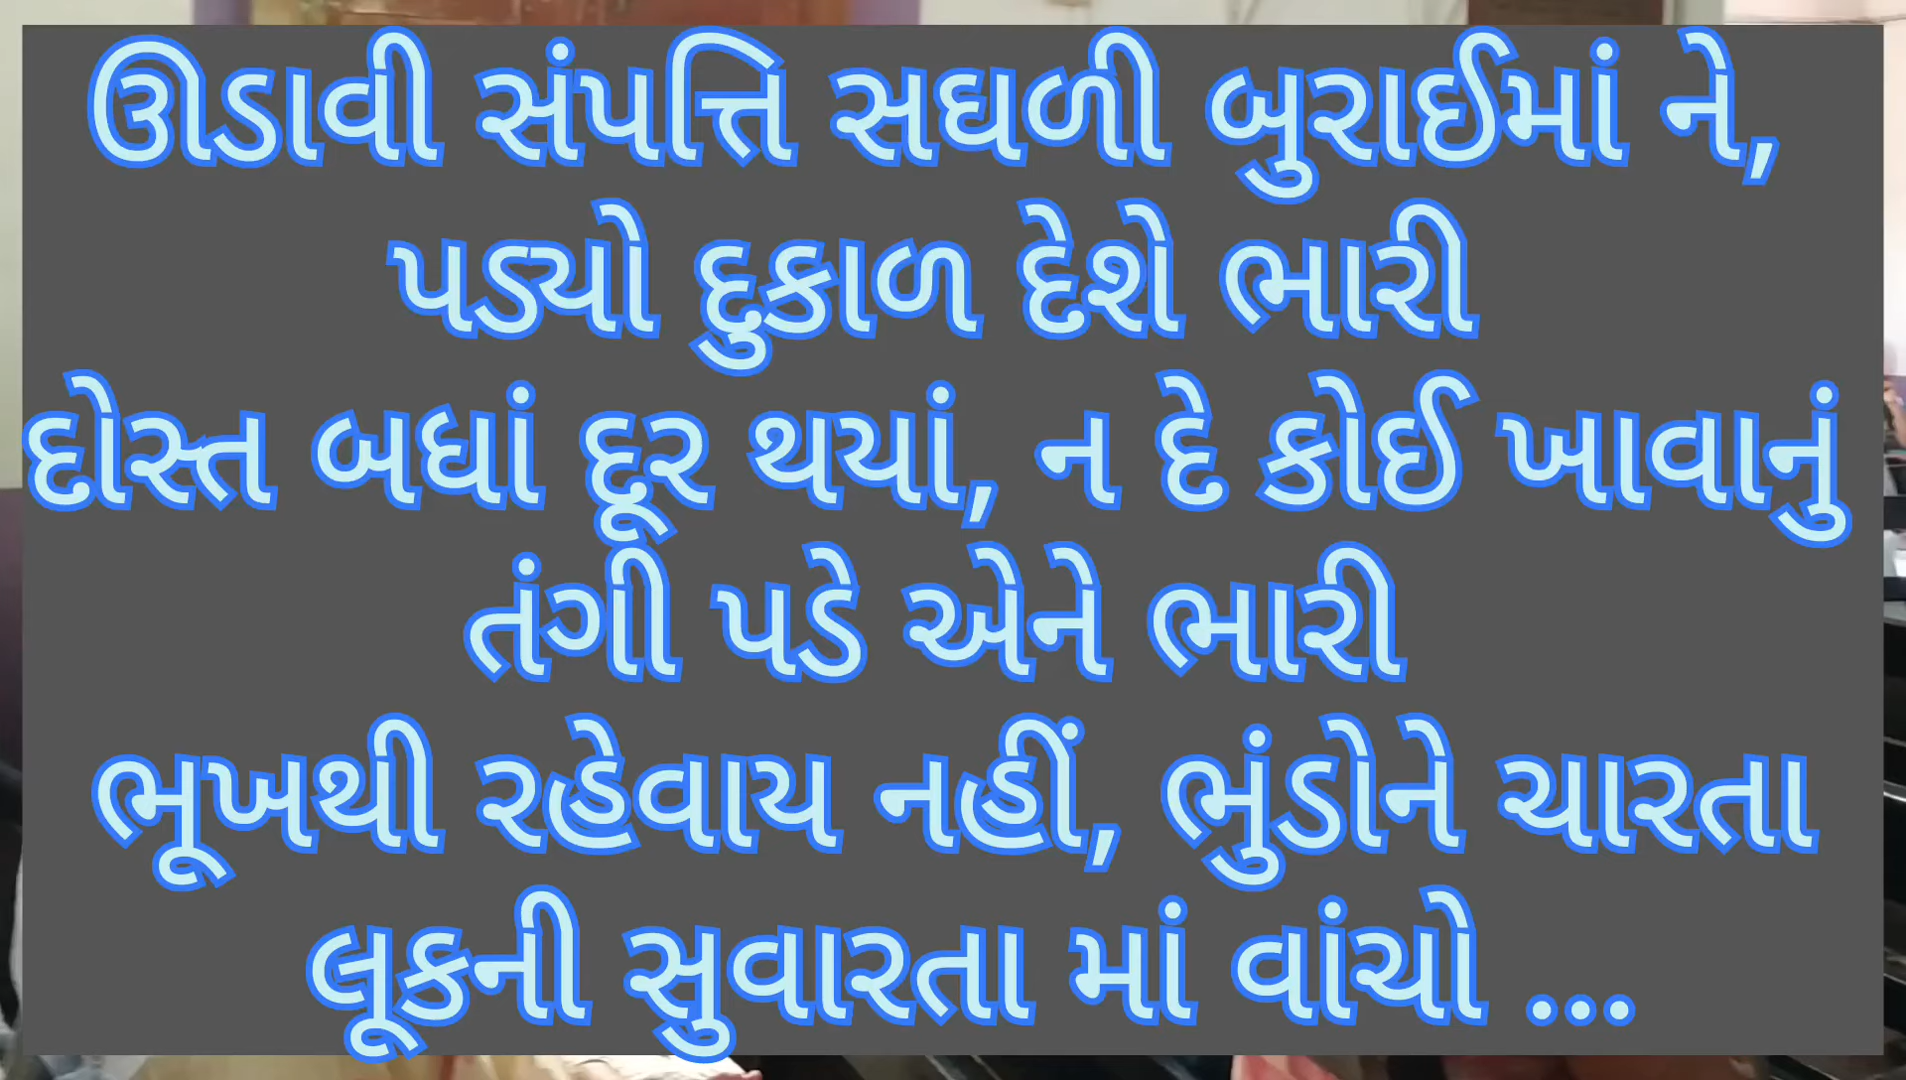 ઊડાવી સંપત્તિ સઘળી બુરાઈમાં ને,
પડ્યો દુકાળ દેશે ભારી
દોસ્ત બધાં દૂર થયાં, ન દે કોઈ ખાવાનું
તંગી પડે એને ભારી
ભૂખથી રહેવાય નહીં, ભુંડોને ચારતા
લૂકની સુવારતા માં વાંચો ...